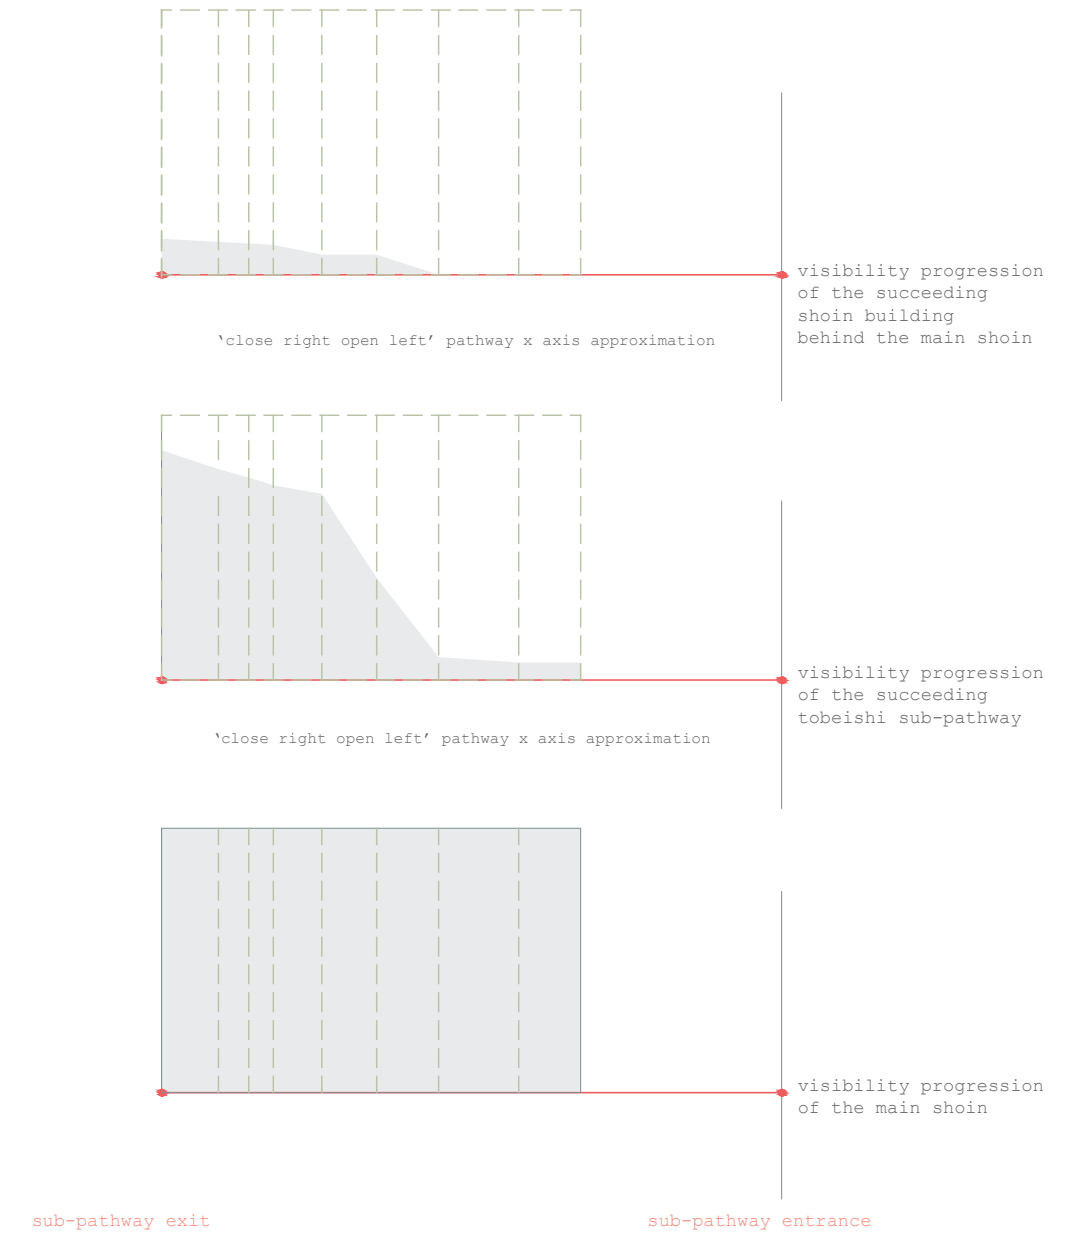 visibility progression
of the succeeding
shoin building
behind the main shoin
‘close right open left’ pathway x axis approximation
visibility progression
of the succeeding
tobeishi sub-pathway
‘close right open left’ pathway x axis approximation
visibility progression
of the main shoin
sub-pathway exit
sub-pathway entrance